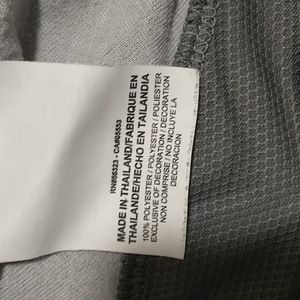 RN#56323 - CA#05553
MADE IN THAILAND/FABRIQUE EN
THAILANDE/HECHO EN TAILANDIA
100% POLYESTER / POLYESTER / POLIESTER
EXCLUSIVE OF DECORATION / DECORATION
NON COMPRISE / NO INCLUYE LA
DECORACION